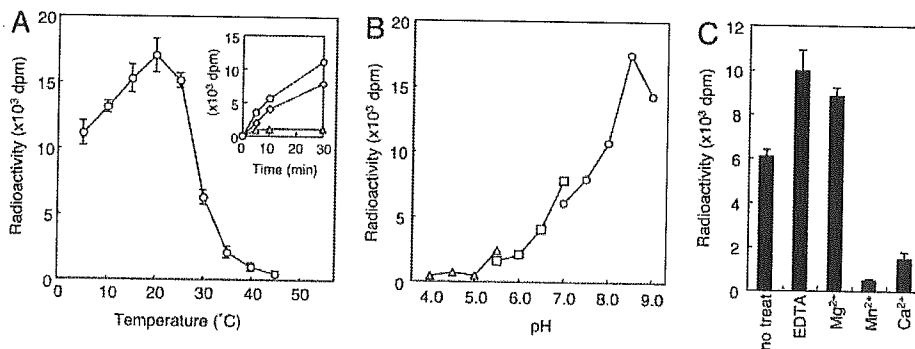 A
Radioactivity (x10³ dpm)
20
15
10
5
0
0 10 20 30 40 50
Temperature (˚C)
(x10³ dpm)
15
10
5
0
0 10 20 30
Time (min)
B
Radioactivity (x10³ dpm)
20
15
10
5
0
4.0 5.0 6.0 7.0 8.0 9.0
pH
C
Radioactivity (x10³ dpm)
12
10
8
6
4
2
0
no treat
EDTA
Mg²⁺
Mn²⁺
Ca²⁺